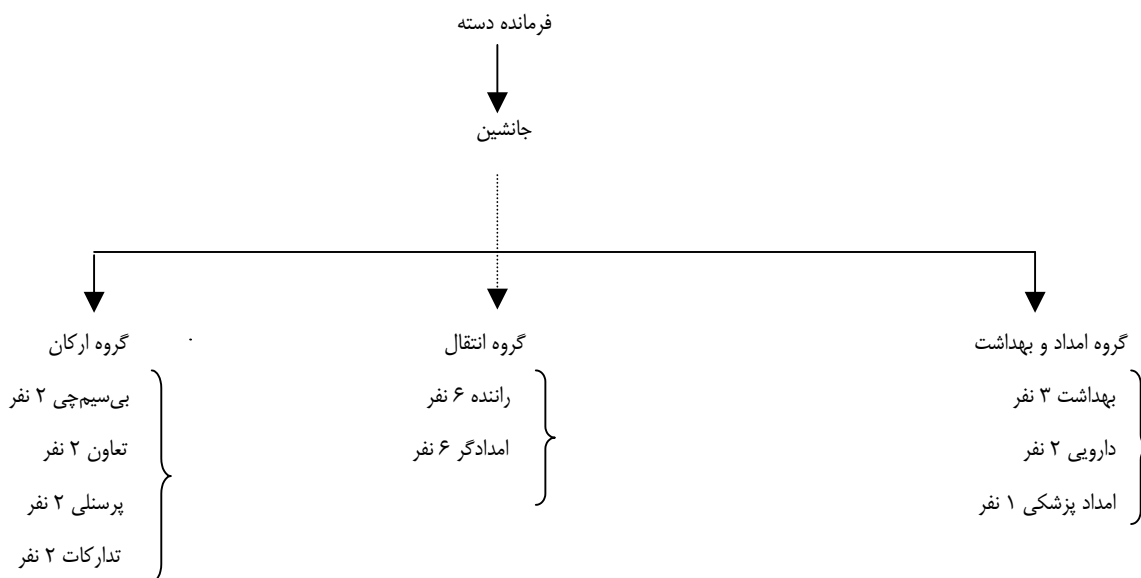 فرمانده دسته
جانشین
گروه امداد و بهداشت
بهداشت ۳ نفر
دارویی ۲ نفر
امداد پزشکی ۱ نفر
گروه انتقال
راننده ۶ نفر
امدادگر ۶ نفر
گروه ارکان
بی‌سیم‌چی ۲ نفر
تعاون ۲ نفر
پرسنلی ۲ نفر
تدارکات ۲ نفر